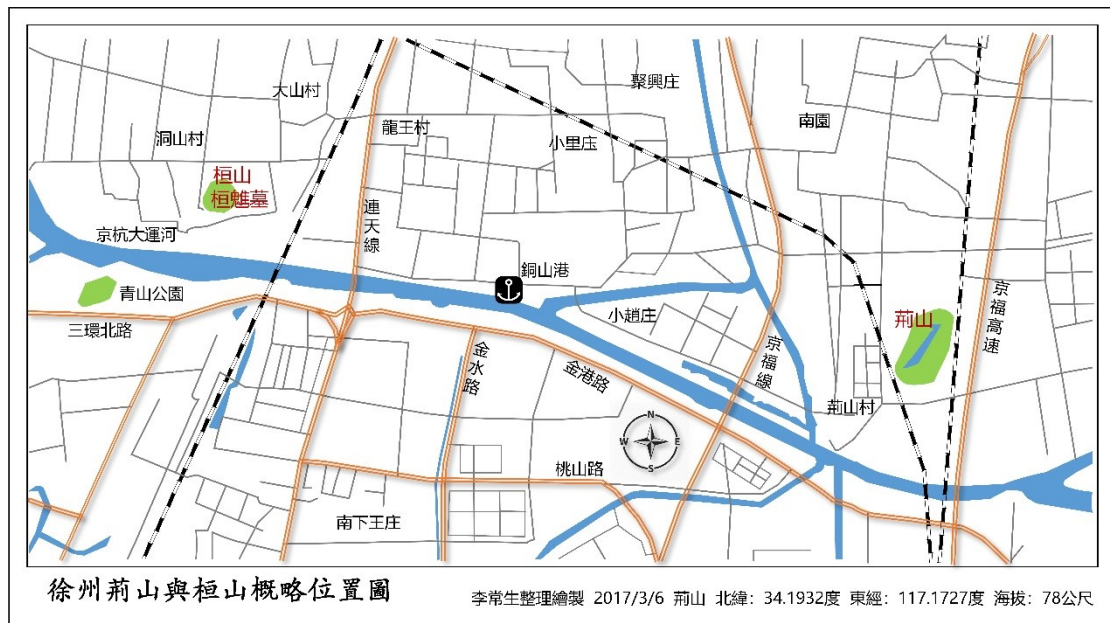 聚興庄
大山村
南園
龍王村
洞山村
小里庄
桓山
桓魋墓
連天線
京杭大運河
銅山港
青山公園
京福高速
小趙庄
荊山
三環北路
金水路
京福線
金港路
荊山村
N
W E
S
桃山路
南下王庄
徐州荊山與桓山概略位置圖
李常生整理繪製 2017/3/6 荊山 北緯：34.1932度 東經：117.1727度 海拔：78公尺